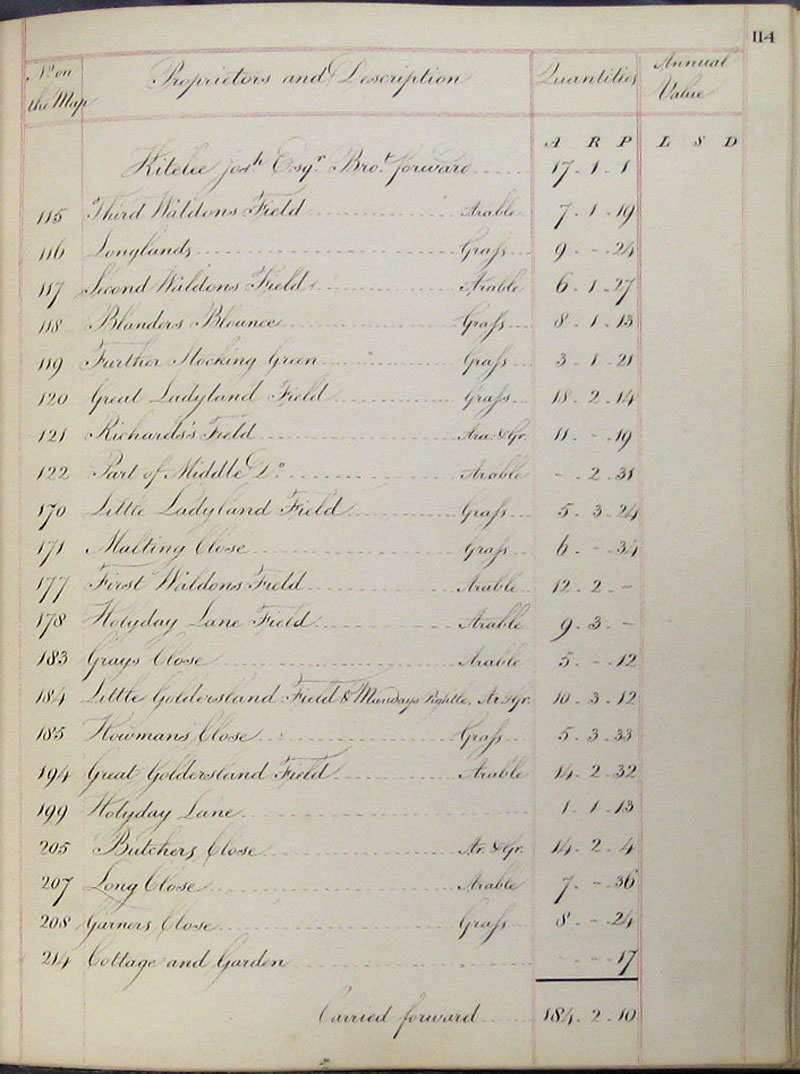 114
No on the Map Proprietors and Description Quantities Annual Value
A R P L S D
Kitelee Josh. Esqr. Brot. forward 17 - 1 - 1
115 Third Waldons Field Arable 7 - 1 - 19
116 Longlands Grass 9 - - - 24
117 Second Waldons Field Arable 6 - 1 - 27
118 Blanders Blounce Grass 8 - 1 - 13
119 Further Stocking Green Grass 3 - 1 - 21
120 Great Ladyland Field Grass 18 - 2 - 14
121 Richards's Field Ara. & Gr. 11 - - - 19
122 Part of Middle Do. Arable - - 2 - 31
170 Little Ladyland Field Grass 5 - 3 - 24
171 Malting Close Grass 6 - - - 34
177 First Waldons Field Arable 12 - 2 - -
178 Holyday Lane Field Arable 9 - 3 - -
183 Grays Close Arable 5 - - - 12
184 Little Goldersland Field & Mundays Pightle, Ar. & Gr. 10 - 3 - 12
185 Howmans Close Grass 5 - 3 - 33
194 Great Goldersland Field Arable 14 - 2 - 32
199 Holyday Lane 1 - 1 - 13
205 Butchers Close Ar. & Gr. 14 - 2 - 4
207 Long Close Arable 7 - - - 36
208 Garners Close Grass 8 - - - 24
214 Cottage and Garden - - - - 17
Carried forward 184 - 2 - 10